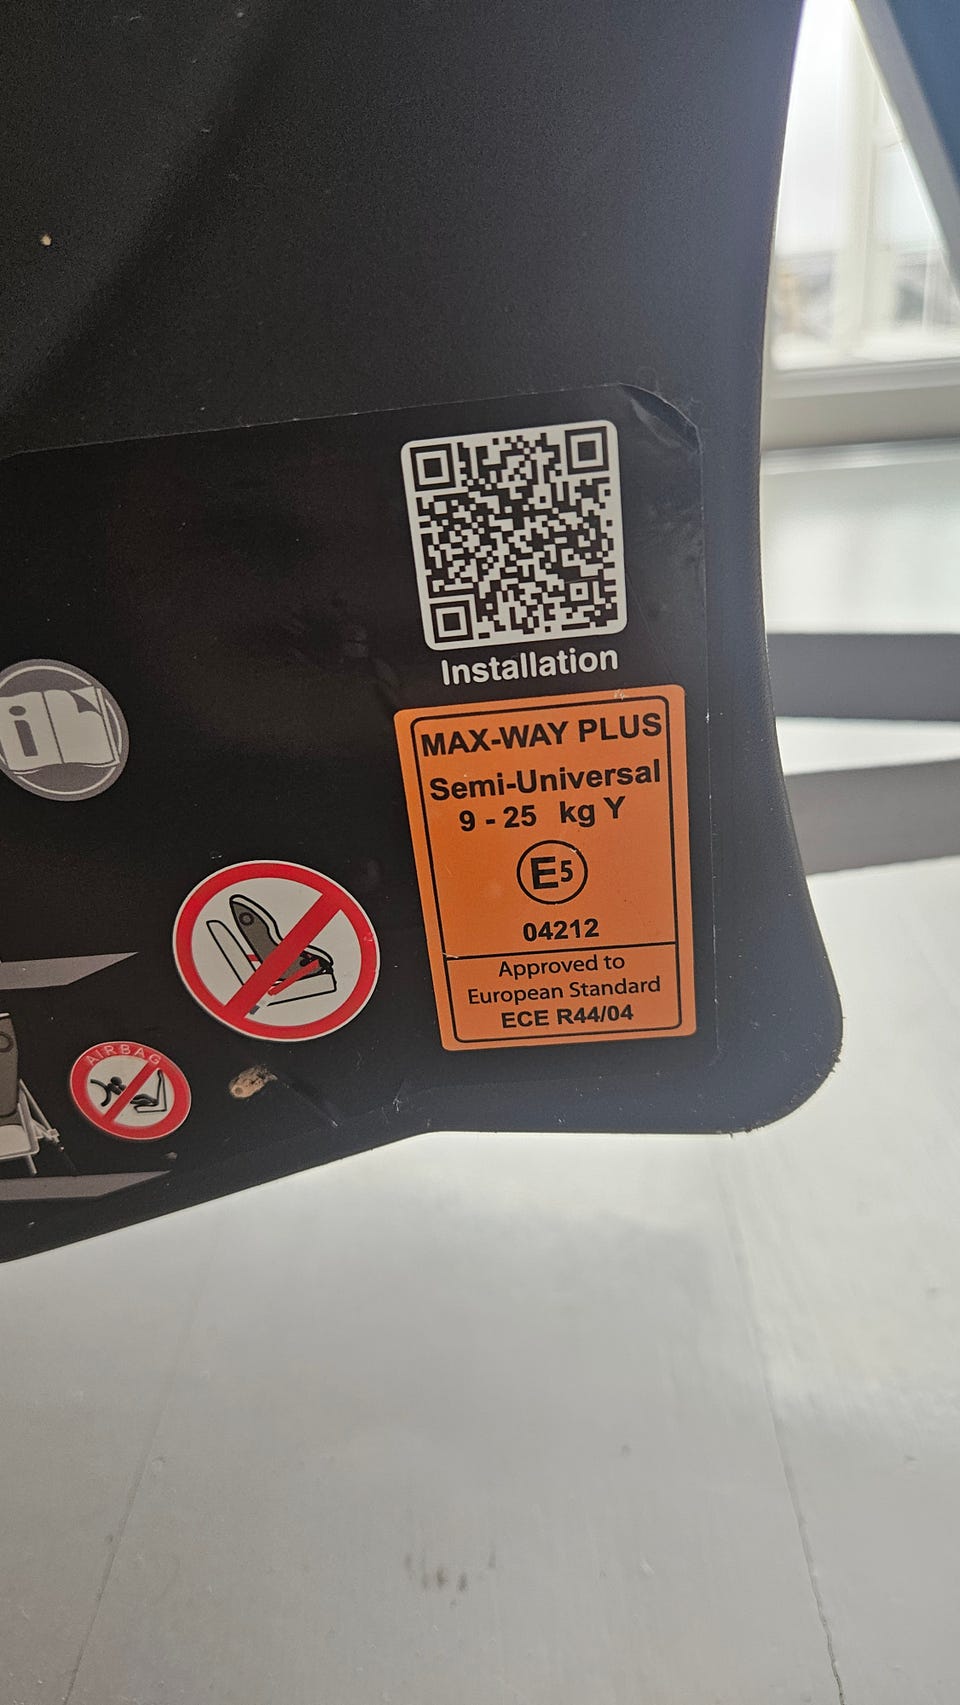 Installation
MAX-WAY PLUS
Semi-Universal
9 - 25 kg Y
E5
04212
Approved to
European Standard
ECE R44/04
i
AIRBAG